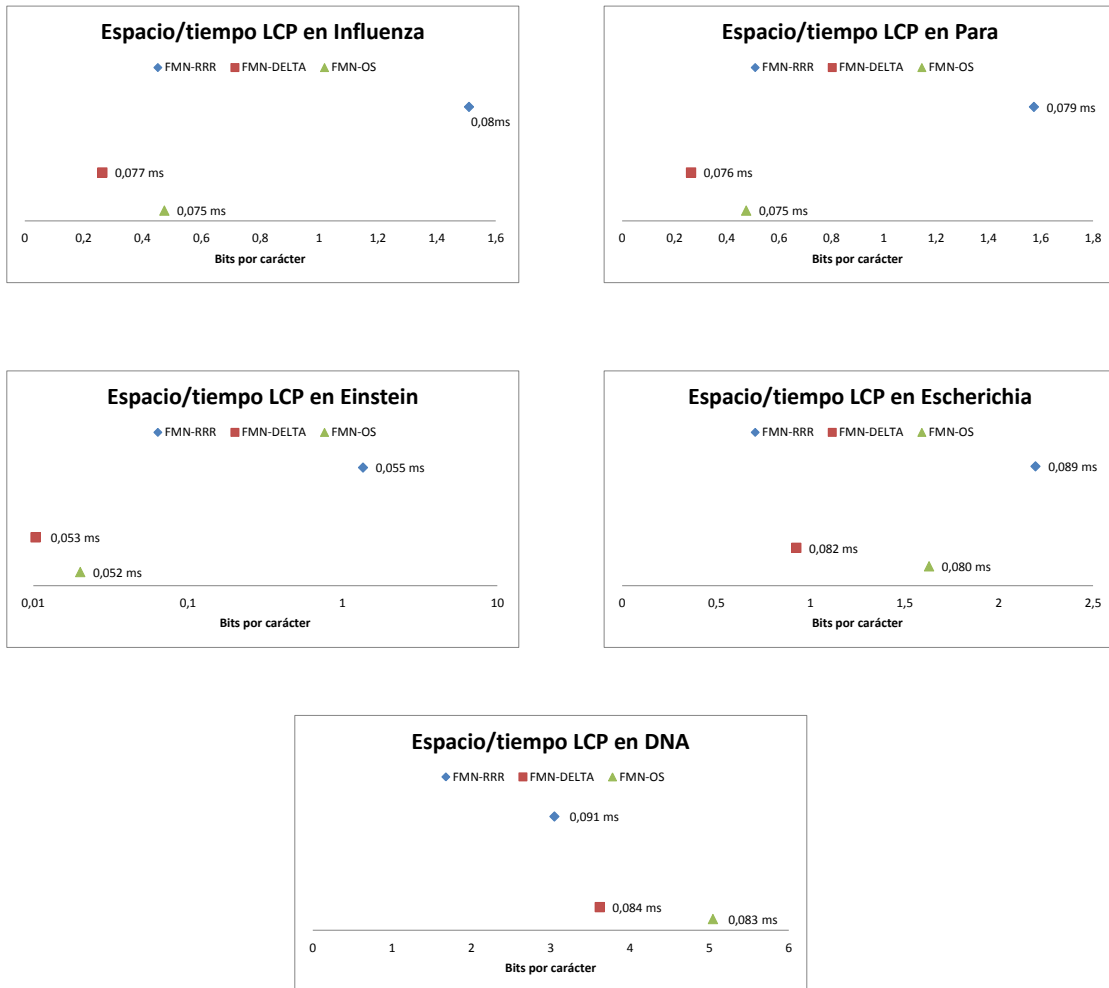 Espacio/tiempo LCP en Influenza
FMN-RRR FMN-DELTA FMN-OS
0,08ms
0,077 ms
0,075 ms
0 0,2 0,4 0,6 0,8 1 1,2 1,4 1,6
Bits por carácter
Espacio/tiempo LCP en Para
FMN-RRR FMN-DELTA FMN-OS
0,079 ms
0,076 ms
0,075 ms
0 0,2 0,4 0,6 0,8 1 1,2 1,4 1,6 1,8
Bits por carácter
Espacio/tiempo LCP en Einstein
FMN-RRR FMN-DELTA FMN-OS
0,055 ms
0,053 ms
0,052 ms
0,01 0,1 1 10
Bits por carácter
Espacio/tiempo LCP en Escherichia
FMN-RRR FMN-DELTA FMN-OS
0,089 ms
0,082 ms
0,080 ms
0 0,5 1 1,5 2 2,5
Bits por carácter
Espacio/tiempo LCP en DNA
FMN-RRR FMN-DELTA FMN-OS
0,091 ms
0,084 ms
0,083 ms
0 1 2 3 4 5 6
Bits por carácter